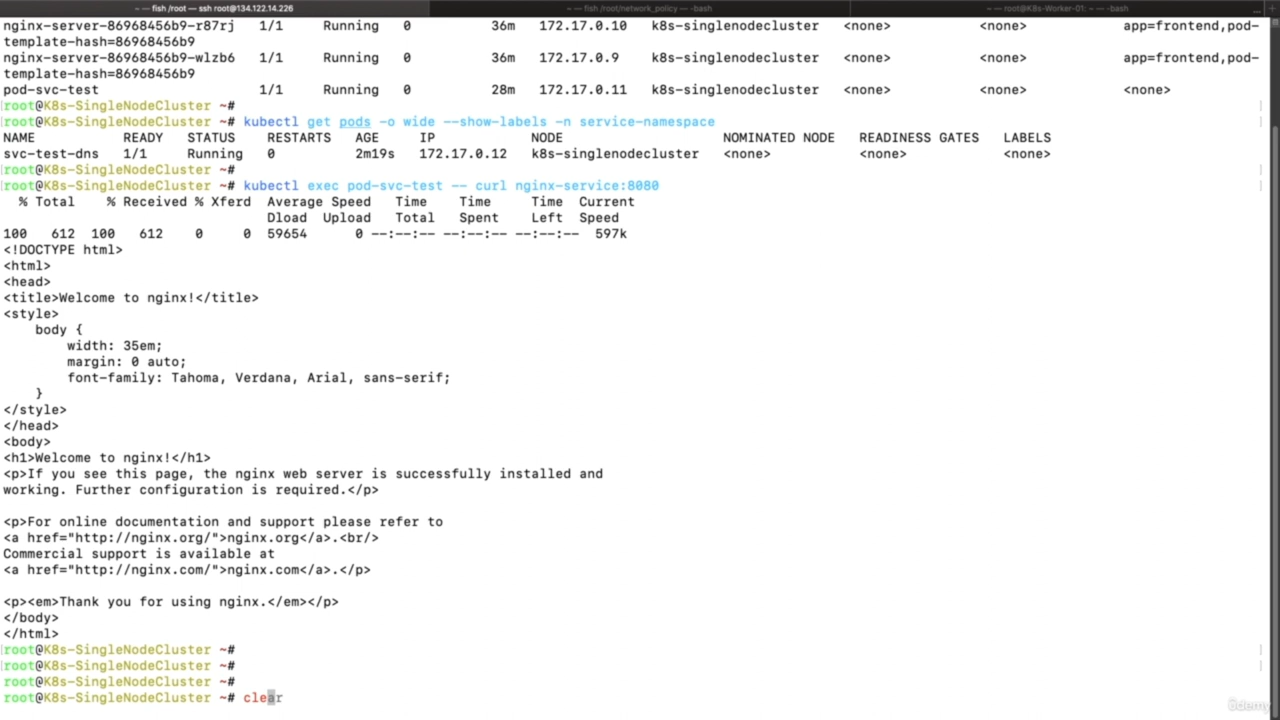 ~ — fish /root — ssh root@134.122.14.226
~ — fish /root/network_policy — -bash
~ — root@K8s-Worker-01: ~ — -bash
nginx-server-86968456b9-r87rj 1/1 Running 0 36m 172.17.0.10 k8s-singlenodecluster <none> <none> app=frontend,pod-
template-hash=86968456b9
nginx-server-86968456b9-wlzb6 1/1 Running 0 36m 172.17.0.9 k8s-singlenodecluster <none> <none> app=frontend,pod-
template-hash=86968456b9
pod-svc-test 1/1 Running 0 28m 172.17.0.11 k8s-singlenodecluster <none> <none> <none>
root@K8s-SingleNodeCluster ~#
root@K8s-SingleNodeCluster ~# kubectl get pods -o wide --show-labels -n service-namespace
NAME READY STATUS RESTARTS AGE IP NODE NOMINATED NODE READINESS GATES LABELS
svc-test-dns 1/1 Running 0 2m19s 172.17.0.12 k8s-singlenodecluster <none> <none> <none>
root@K8s-SingleNodeCluster ~#
root@K8s-SingleNodeCluster ~# kubectl exec pod-svc-test -- curl nginx-service:8080
% Total % Received % Xferd Average Speed Time Time Time Current
Dload Upload Total Spent Left Speed
100 612 100 612 0 0 59654 0 --:--:-- --:--:-- --:--:-- 597k
<!DOCTYPE html>
<html>
<head>
<title>Welcome to nginx!</title>
<style>
body {
width: 35em;
margin: 0 auto;
font-family: Tahoma, Verdana, Arial, sans-serif;
}
</style>
</head>
<body>
<h1>Welcome to nginx!</h1>
<p>If you see this page, the nginx web server is successfully installed and
working. Further configuration is required.</p>
<p>For online documentation and support please refer to
<a href="http://nginx.org/">nginx.org</a>.<br/>
Commercial support is available at
<a href="http://nginx.com/">nginx.com</a>.</p>
<p><em>Thank you for using nginx.</em></p>
</body>
</html>
root@K8s-SingleNodeCluster ~#
root@K8s-SingleNodeCluster ~#
root@K8s-SingleNodeCluster ~#
root@K8s-SingleNodeCluster ~# clear
ûdemy